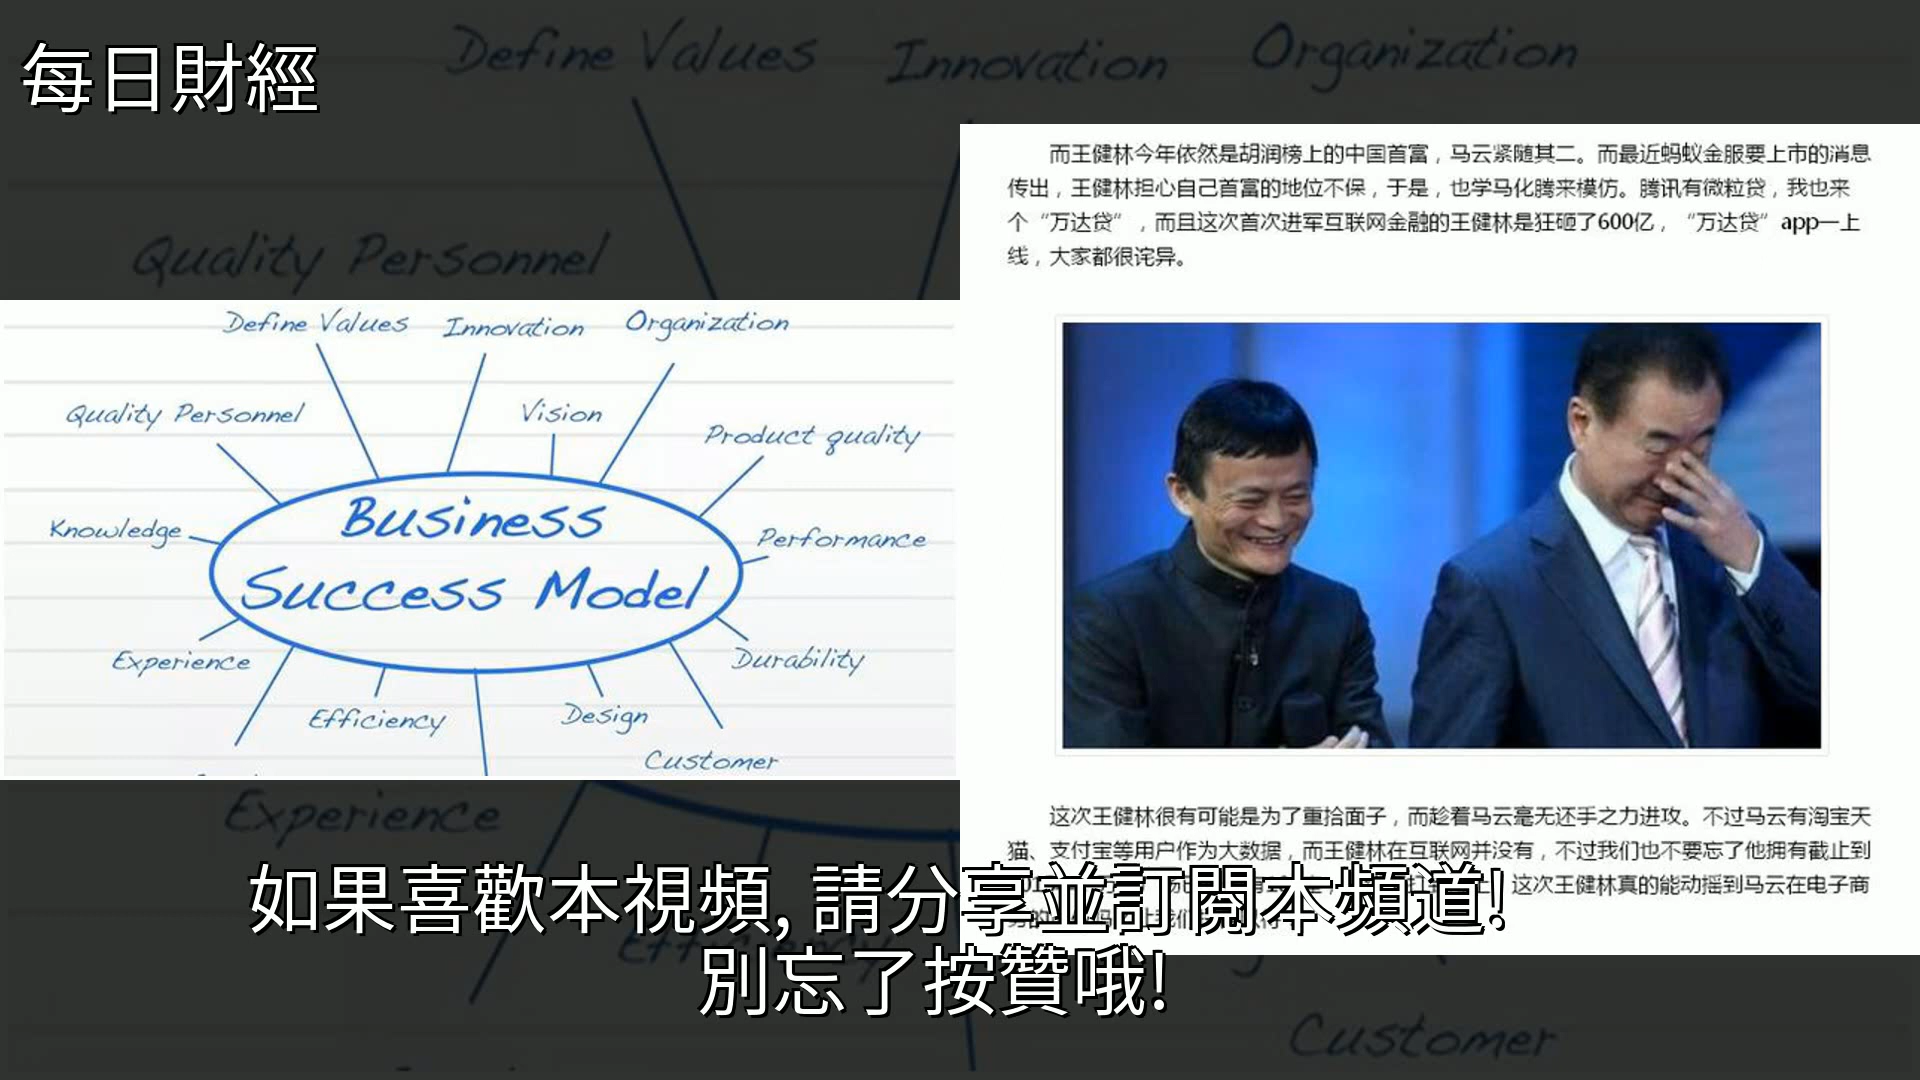 每日財經
Define Values
Innovation
Organization
Quality Personnel
而王健林今年依然是胡润榜上的中国首富，马云紧随其二。而最近蚂蚁金服要上市的消息
传出，王健林担心自己首富的地位不保，于是，也学马化腾来模仿。腾讯有微粒贷，我也来
个“万达贷”，而且这次首次进军互联网金融的王健林是狂砸了600亿，“万达贷”app一上
线，大家都很诧异。
Define Values
Innovation
Organization
Quality Personnel
Vision
Product quality
Knowledge
Business
Success Model
Performance
Experience
Durability
Efficiency
Design
Customer
这次王健林很有可能是为了重拾面子，而趁着马云毫无还手之力进攻。不过马云有淘宝天
猫、支付宝等用户作为大数据，而王健林在互联网并没有，不过我们也不要忘了他拥有截止到
这次王健林真的能动摇到马云在电子商
Experience
Efficiency
如果喜歡本視頻,請分享並訂閱本頻道!
別忘了按贊哦!
Customer